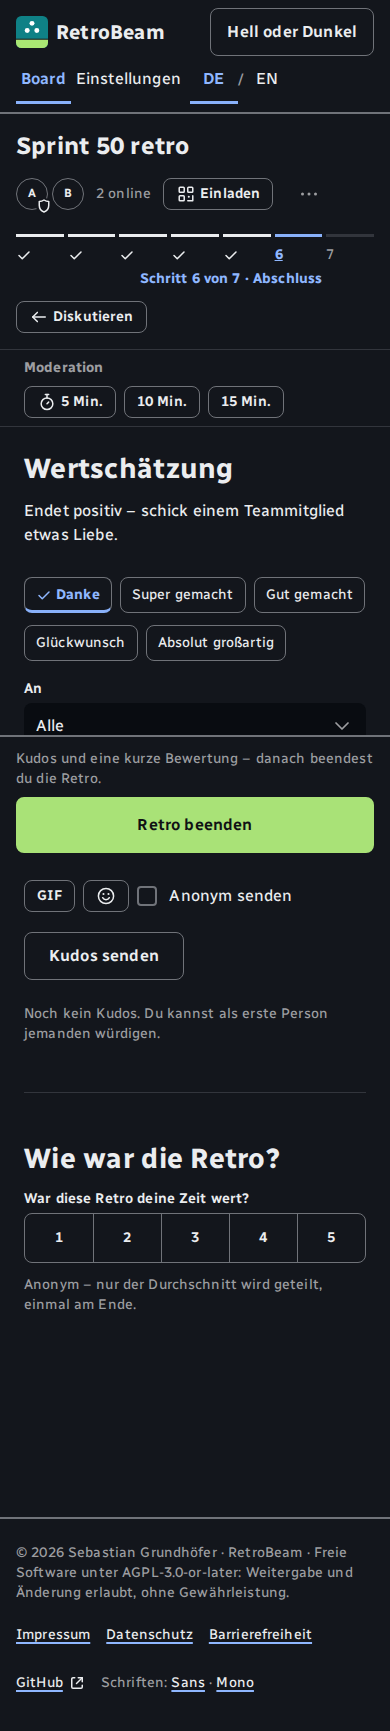 RetroBeam
Hell oder Dunkel
Board Einstellungen DE / EN
Sprint 50 retro
A B 2 online Einladen
6 7
Schritt 6 von 7 · Abschluss
Diskutieren
Moderation
5 Min. 10 Min. 15 Min.
Wertschätzung
Endet positiv – schick einem Teammitglied
etwas Liebe.
Danke Super gemacht Gut gemacht
Glückwunsch Absolut großartig
An
Alle
Kudos und eine kurze Bewertung – danach beendest
du die Retro.
Retro beenden
GIF Anonym senden
Kudos senden
Noch kein Kudos. Du kannst als erste Person
jemanden würdigen.
Wie war die Retro?
War diese Retro deine Zeit wert?
1 2 3 4 5
Anonym – nur der Durchschnitt wird geteilt,
einmal am Ende.
© 2026 Sebastian Grundhöfer · RetroBeam · Freie
Software unter AGPL-3.0-or-later: Weitergabe und
Änderung erlaubt, ohne Gewährleistung.
Impressum Datenschutz Barrierefreiheit
GitHub Schriften: Sans · Mono